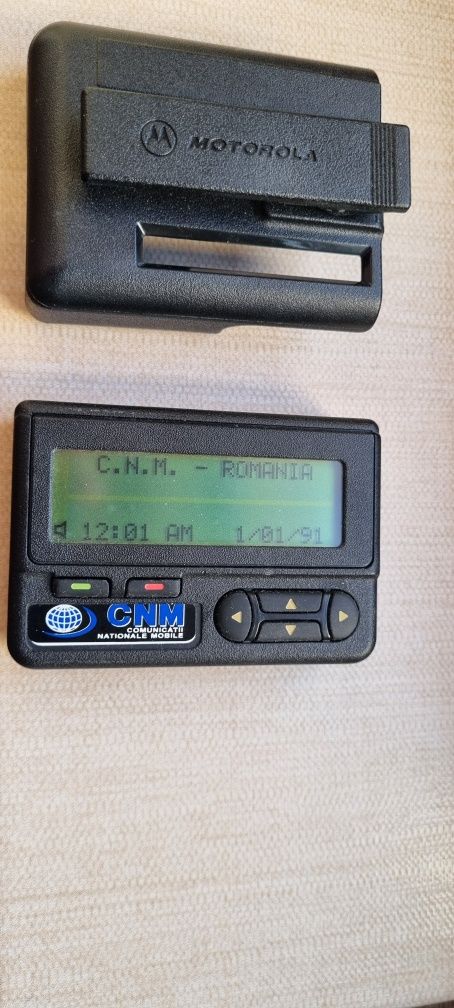 MOTOROLA
C.N.M. - ROMANIA
12:01 AM 1/01/91
CNM
COMUNICATII
NATIONALE MOBILE